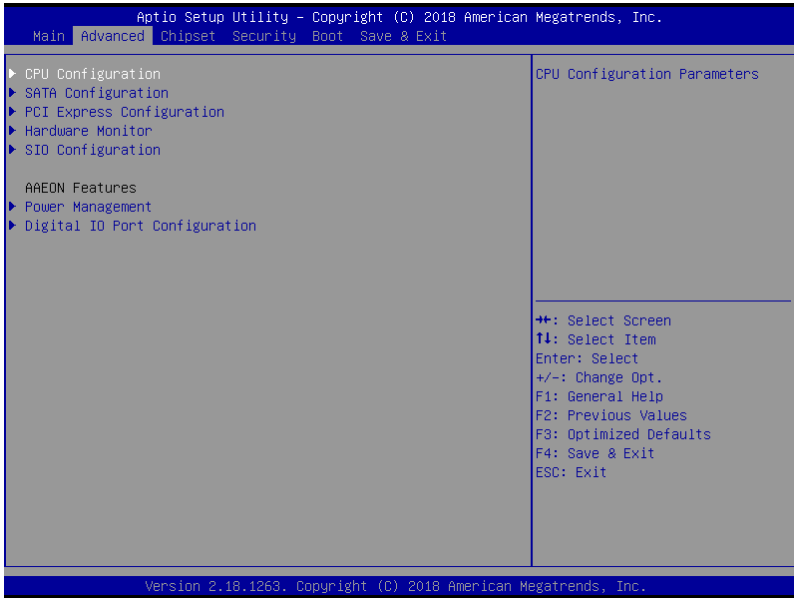 Aptio Setup Utility – Copyright (C) 2018 American Megatrends, Inc.
Main Advanced Chipset Security Boot Save & Exit
CPU Configuration
SATA Configuration
PCI Express Configuration
Hardware Monitor
SIO Configuration
AAEON Features
Power Management
Digital IO Port Configuration
CPU Configuration Parameters
→←: Select Screen
↑↓: Select Item
Enter: Select
+/-: Change Opt.
F1: General Help
F2: Previous Values
F3: Optimized Defaults
F4: Save & Exit
ESC: Exit
Version 2.18.1263. Copyright (C) 2018 American Megatrends, Inc.